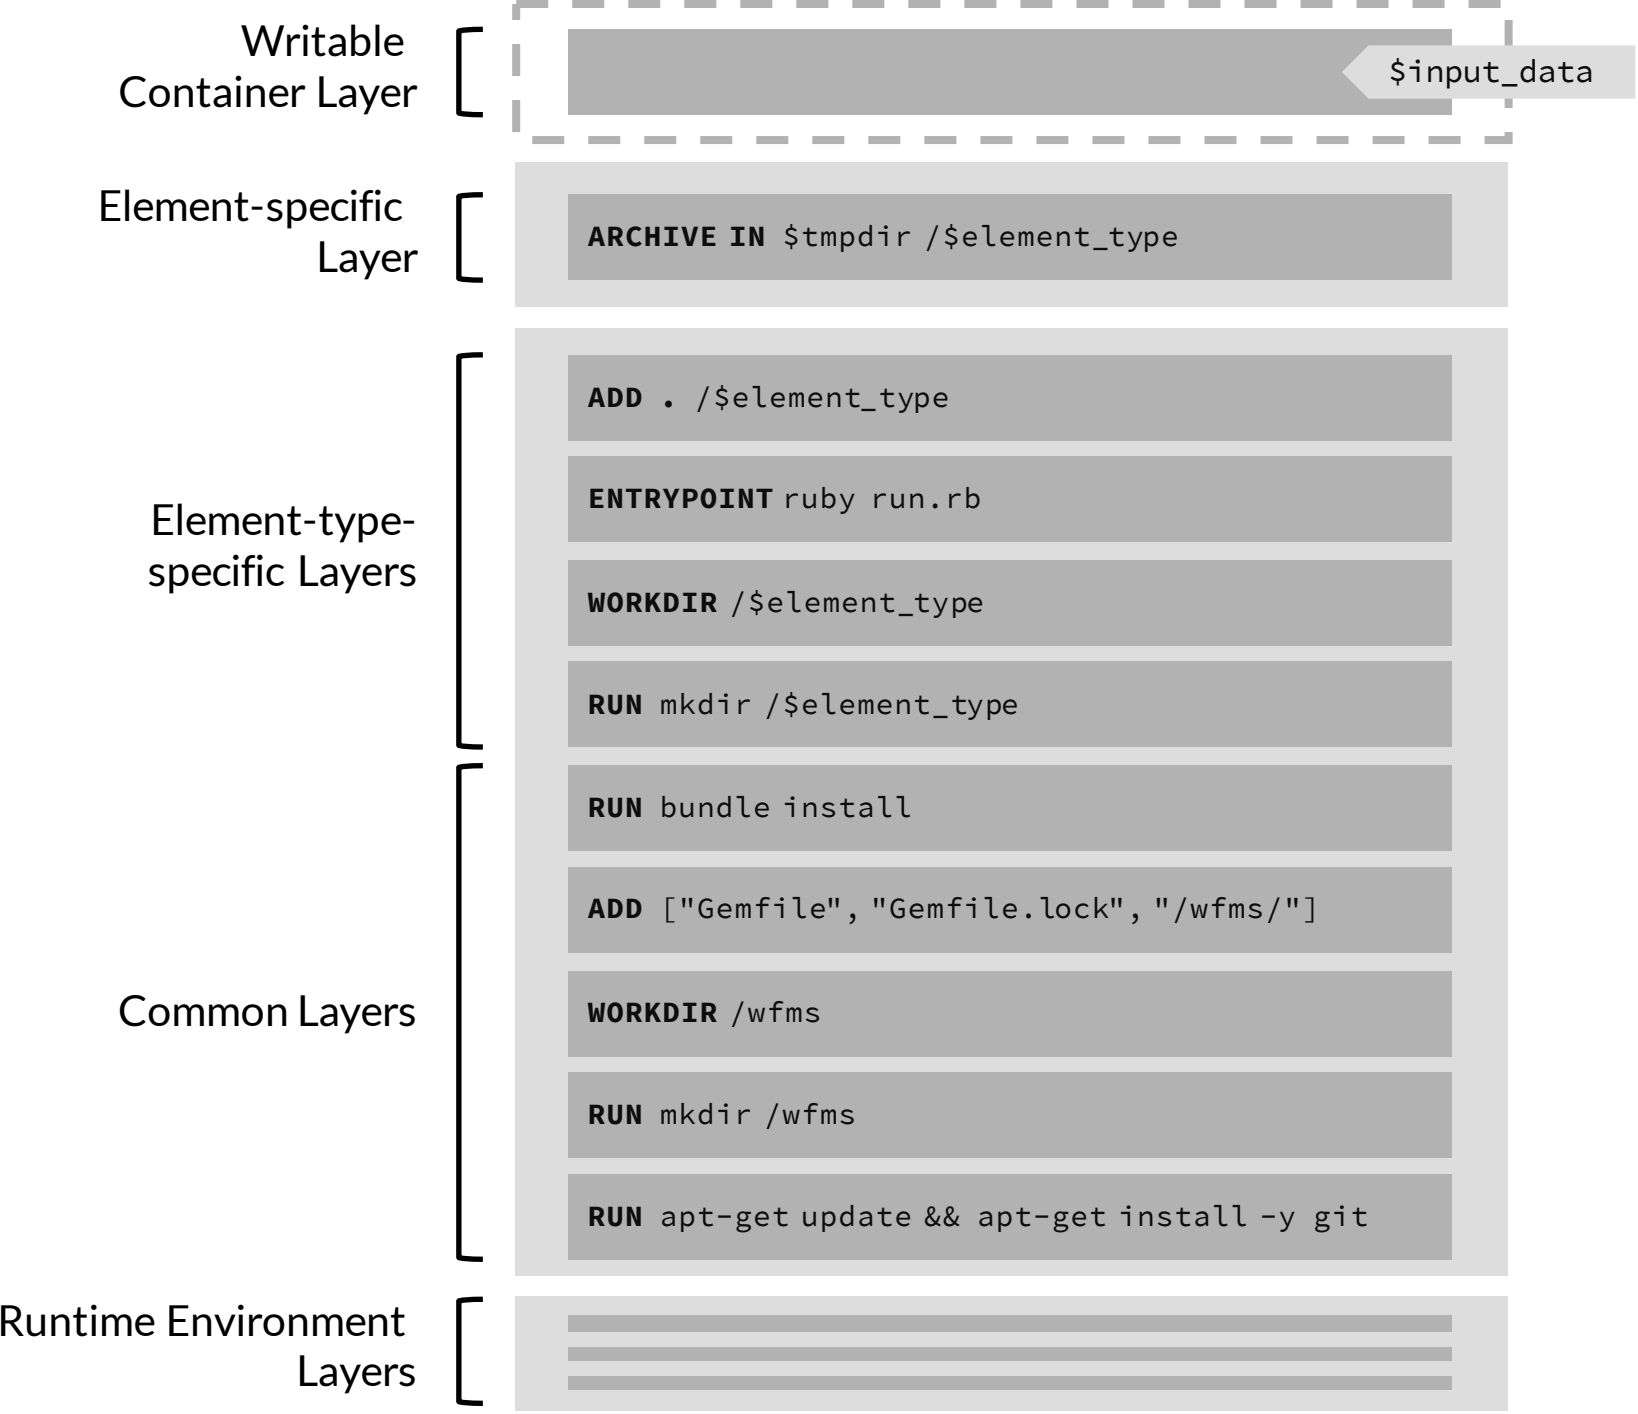 Writable
Container Layer
$input_data
Element-specific
Layer
ARCHIVE IN $tmpdir /$element_type
Element-type-
specific Layers
ADD . /$element_type
ENTRYPOINT ruby run.rb
WORKDIR /$element_type
RUN mkdir /$element_type
Common Layers
RUN bundle install
ADD ["Gemfile", "Gemfile.lock", "/wfms/"]
WORKDIR /wfms
RUN mkdir /wfms
RUN apt-get update && apt-get install -y git
Runtime Environment
Layers